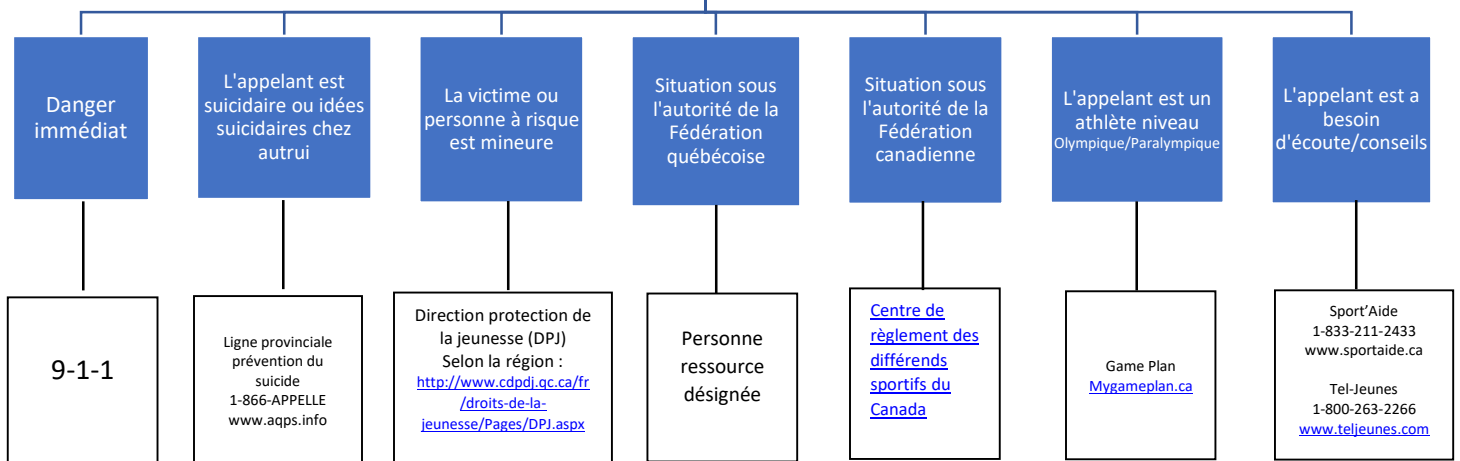 Danger
immédiat
L'appelant est
suicidaire ou idées
suicidaires chez
autrui
La victime ou
personne à risque
est mineure
Situation sous
l'autorité de la
Fédération
québécoise
Situation sous
l'autorité de la
Fédération
canadienne
L'appelant est un
athlète niveau
Olympique/Paralympique
L'appelant est a
besoin
d'écoute/conseils
9-1-1
Ligne provinciale
prévention du
suicide
1-866-APPELLE
www.aqps.info
Direction protection de
la jeunesse (DPJ)
Selon la région :
http://www.cdpdj.qc.ca/fr
/droits-de-la-
jeunesse/Pages/DPJ.aspx
Personne
ressource
désignée
Centre de
règlement des
différends
sportifs du
Canada
Game Plan
Mygameplan.ca
Sport'Aide
1-833-211-2433
www.sportaide.ca
Tel-Jeunes
1-800-263-2266
www.teljeunes.com